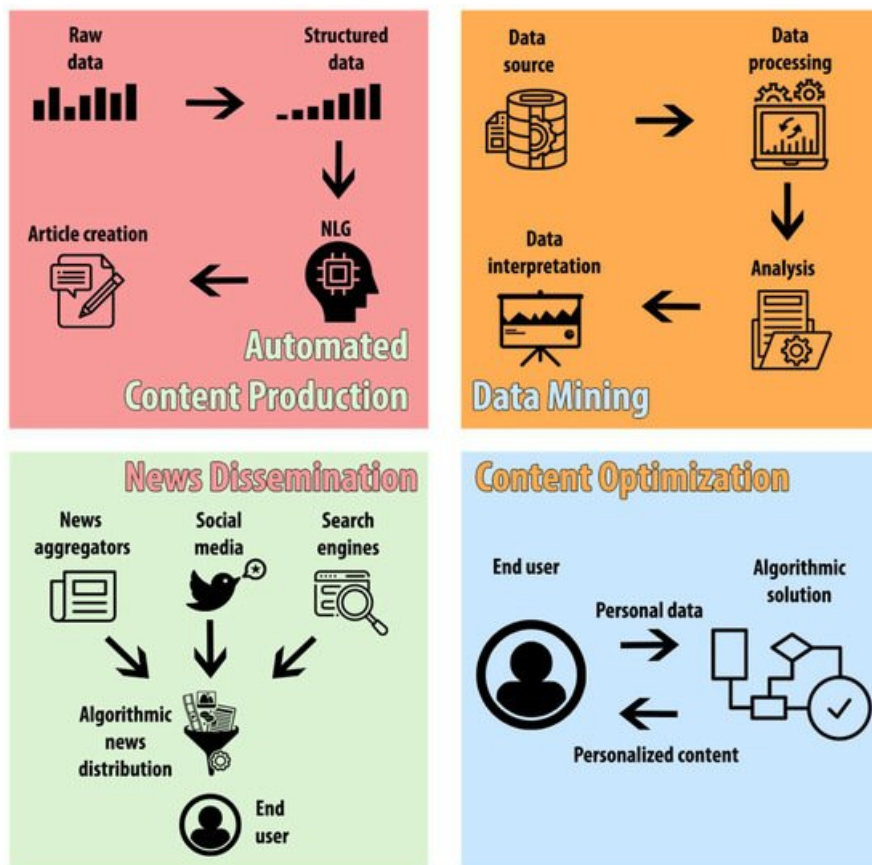 Raw
data
Structured
data
NLG
Article creation
Automated
Content Production
Data
source
Data
processing
Analysis
Data
interpretation
Data Mining
News Dissemination
News
aggregators
Social
media
Search
engines
Algorithmic
news
distribution
End
user
Content Optimization
End user
Algorithmic
solution
Personal data
Personalized content